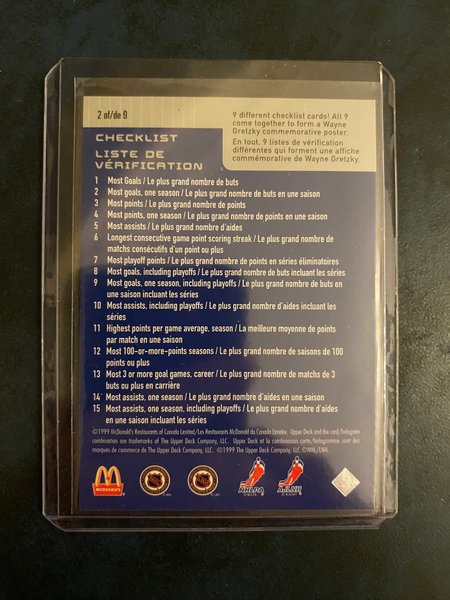 2 of/de 9
9 different checklist cards! All 9
come together to form a Wayne
Gretzky commemorative poster.
En tout, 9 listes de vérification
différentes qui forment une affiche
commémorative de Wayne Gretzky.
CHECKLIST
LISTE DE
VÉRIFICATION
1 Most Goals / Le plus grand nombre de buts
2 Most goals, one season / Le plus grand nombre de buts en une saison
3 Most points / Le plus grand nombre de points
4 Most points, one season / Le plus grand nombre de points en une saison
5 Most assists / Le plus grand nombre d'aides
6 Longest consecutive game point scoring streak / Le plus grand nombre de
matchs consécutifs d'un point ou plus
7 Most playoff points / Le plus grand nombre de points en séries éliminatoires
8 Most goals, including playoffs / Le plus grand nombre de buts incluant les séries
9 Most goals, one season, including playoffs / Le plus grand nombre de buts en
une saison incluant les séries
10 Most assists, including playoffs / Le plus grand nombre d'aides incluant les
séries
11 Highest points per game average, season / La meilleure moyenne de points
par match en une saison
12 Most 100-or-more-points seasons / Le plus grand nombre de saisons de 100
points ou plus
13 Most 3 or more goal games, career / Le plus grand nombre de matchs de 3
buts ou plus en carrière
14 Most assists, one season / Le plus grand nombre d'aides en une saison
15 Most assists, one season, including playoffs / Le plus grand nombre d'aides
en une saison incluant les séries
©1999 McDonald's Restaurants of Canada Limited/Les Restaurants McDonald du Canada Limitée. Upper Deck and the card/hologram
combination are trademarks of The Upper Deck Company, LLC. Upper Deck et la combinaison carte/hologramme sont des
marques de commerce de The Upper Deck Company, LLC. ©1999 The Upper Deck Company, LLC ©NHL/LNH.
McDONALD'S
NHL
NHL
NHLPA
AJLNH